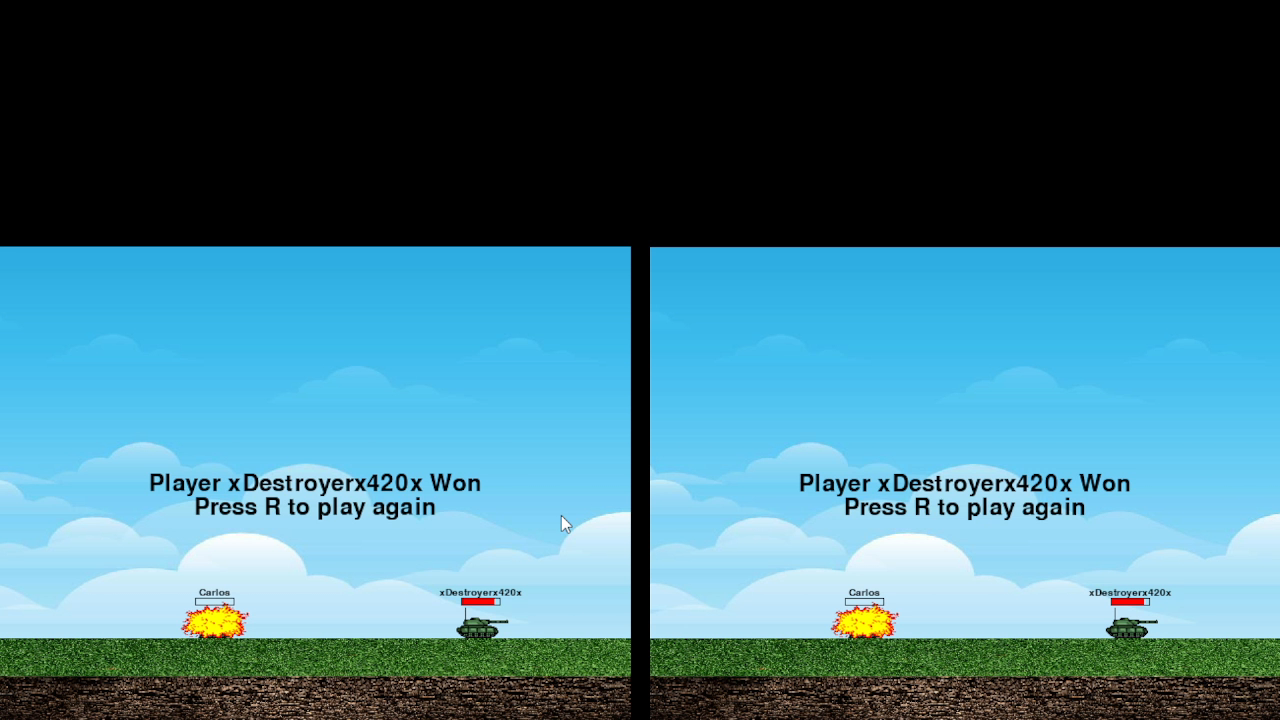 Player xDestroyerx420x Won
Press R to play again
Carlos
xDestroyerx420x
Player xDestroyerx420x Won
Press R to play again
Carlos
xDestroyerx420x